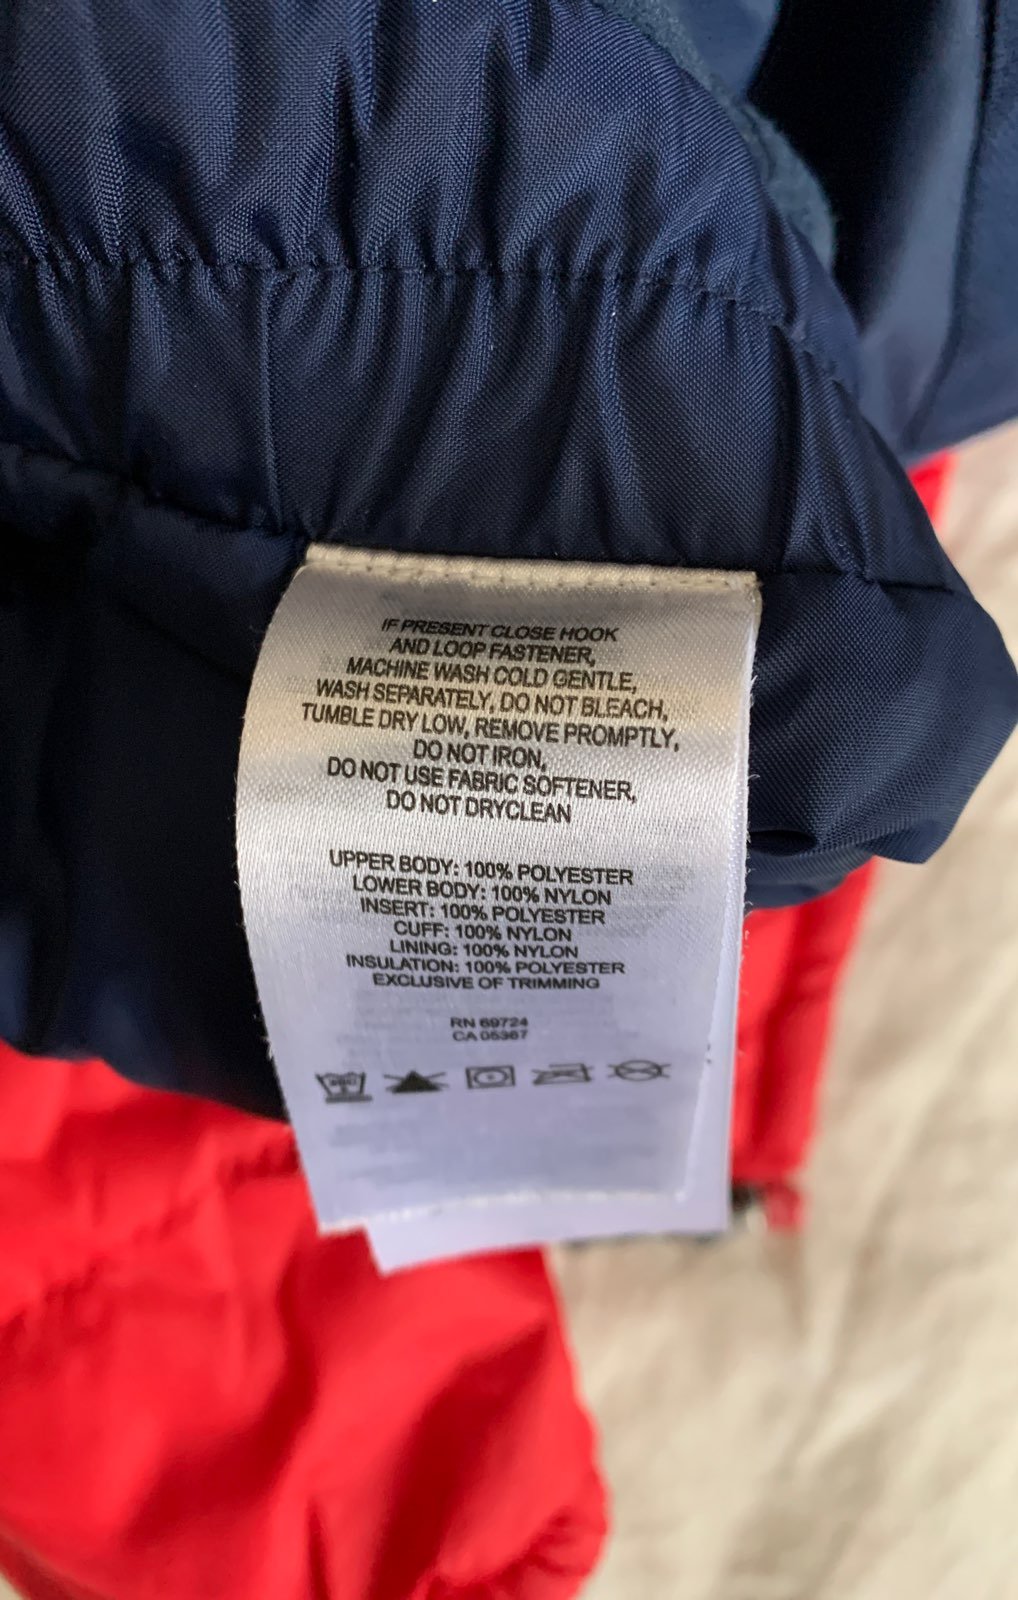 IF PRESENT CLOSE HOOK
AND LOOP FASTENER,
MACHINE WASH COLD GENTLE,
WASH SEPARATELY, DO NOT BLEACH,
TUMBLE DRY LOW, REMOVE PROMPTLY,
DO NOT IRON,
DO NOT USE FABRIC SOFTENER,
DO NOT DRYCLEAN
UPPER BODY: 100% POLYESTER
LOWER BODY: 100% NYLON
INSERT: 100% POLYESTER
CUFF: 100% NYLON
LINING: 100% NYLON
INSULATION: 100% POLYESTER
EXCLUSIVE OF TRIMMING
RN 69724
CA 05367